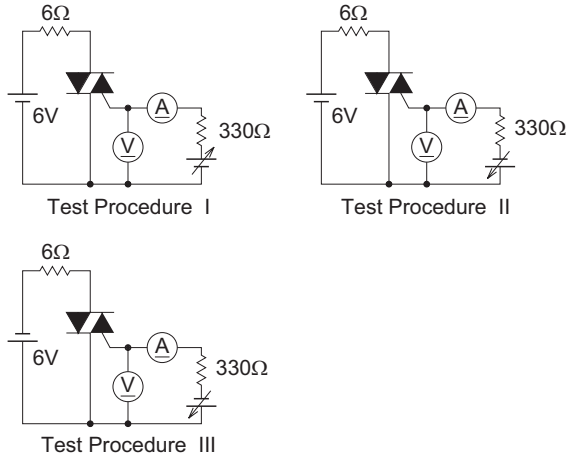 6Ω
6V
A
V
330Ω
Test Procedure I
6Ω
6V
A
V
330Ω
Test Procedure II
6Ω
6V
A
V
330Ω
Test Procedure III